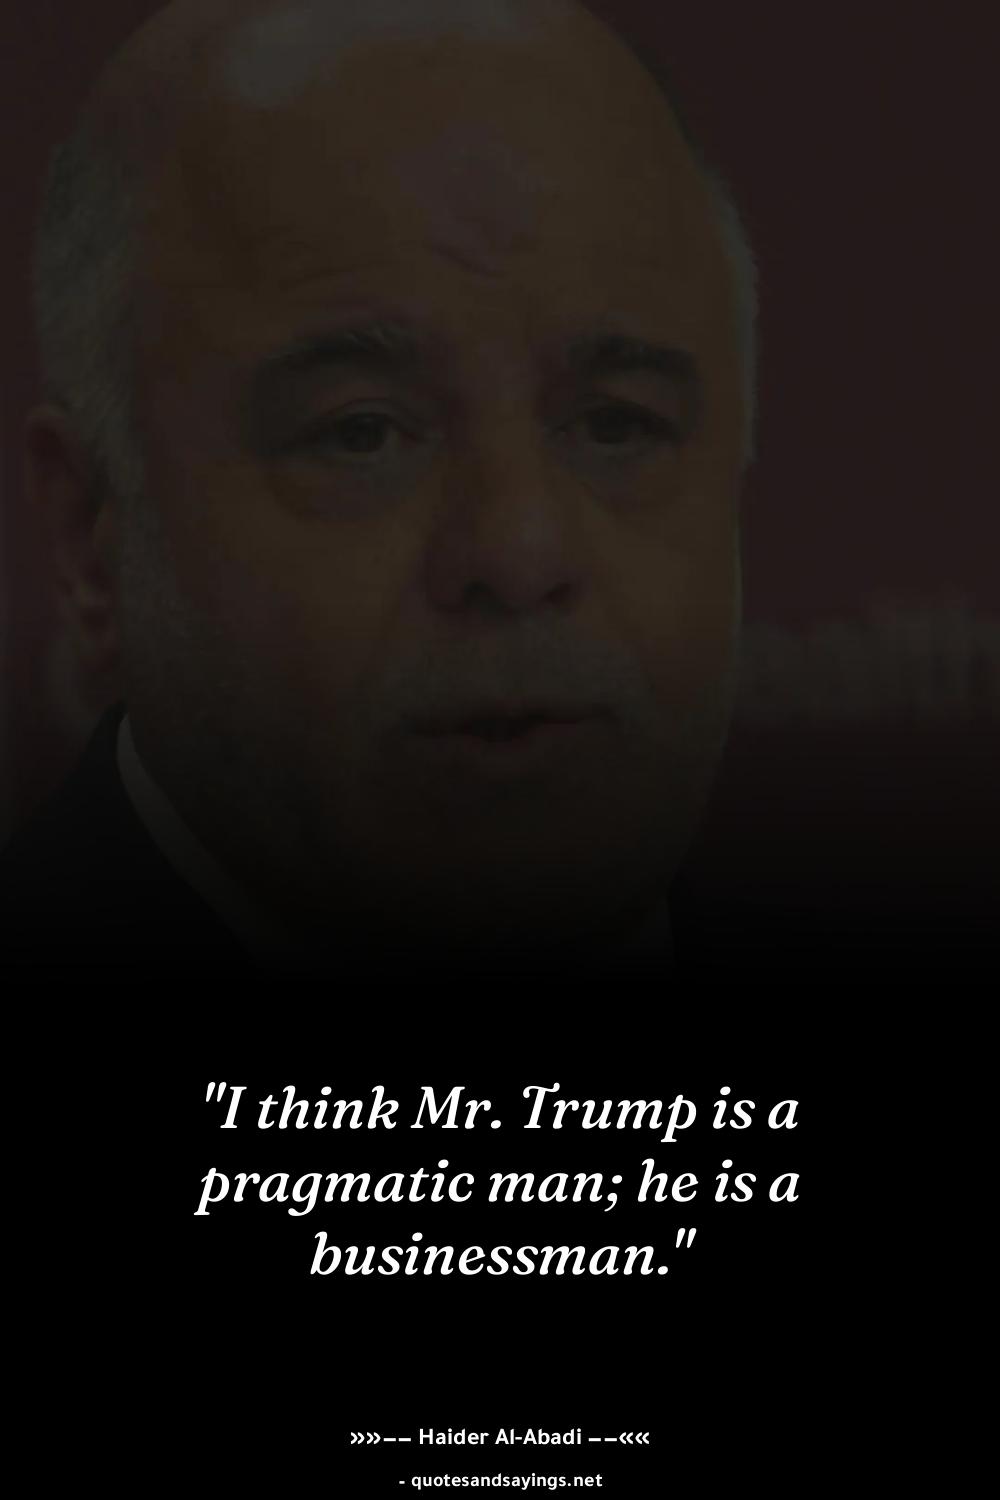 "I think Mr. Trump is a
pragmatic man; he is a
businessman."
»»–– Haider Al-Abadi ––««
- quotesandsayings.net